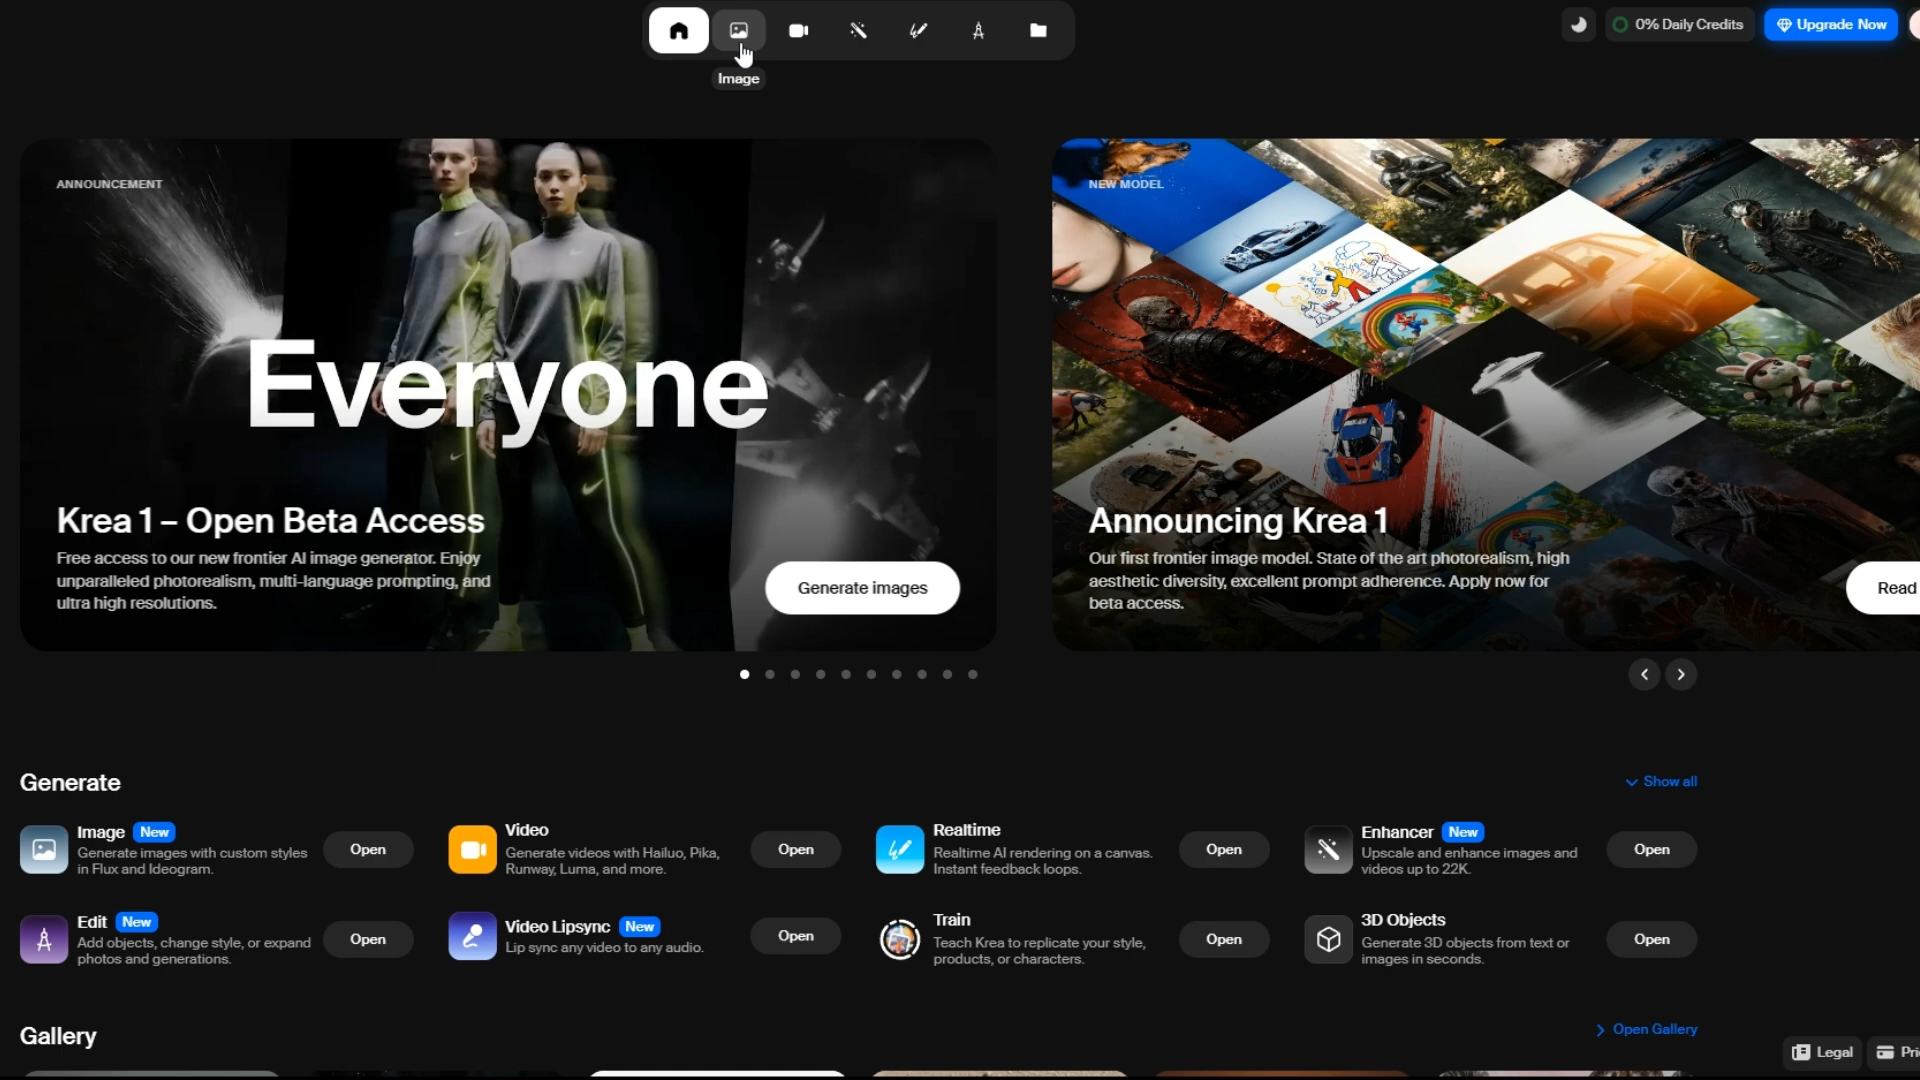 0% Daily Credits
Upgrade Now
Image
ANNOUNCEMENT
Everyone
Krea 1 – Open Beta Access
Free access to our new frontier AI image generator. Enjoy
unparalleled photorealism, multi-language prompting, and
ultra high resolutions.
Generate images
NEW MODEL
Announcing Krea 1
Our first frontier image model. State of the art photorealism, high
aesthetic diversity, excellent prompt adherence. Apply now for
beta access.
Read
Generate
Show all
Image New
Generate images with custom styles
in Flux and Ideogram.
Open
Video
Generate videos with Hailuo, Pika,
Runway, Luma, and more.
Open
Realtime
Realtime AI rendering on a canvas.
Instant feedback loops.
Open
Enhancer New
Upscale and enhance images and
videos up to 22K.
Open
Edit New
Add objects, change style, or expand
photos and generations.
Open
Video Lipsync New
Lip sync any video to any audio.
Open
Train
Teach Krea to replicate your style,
products, or characters.
Open
3D Objects
Generate 3D objects from text or
images in seconds.
Open
Gallery
Open Gallery
Legal